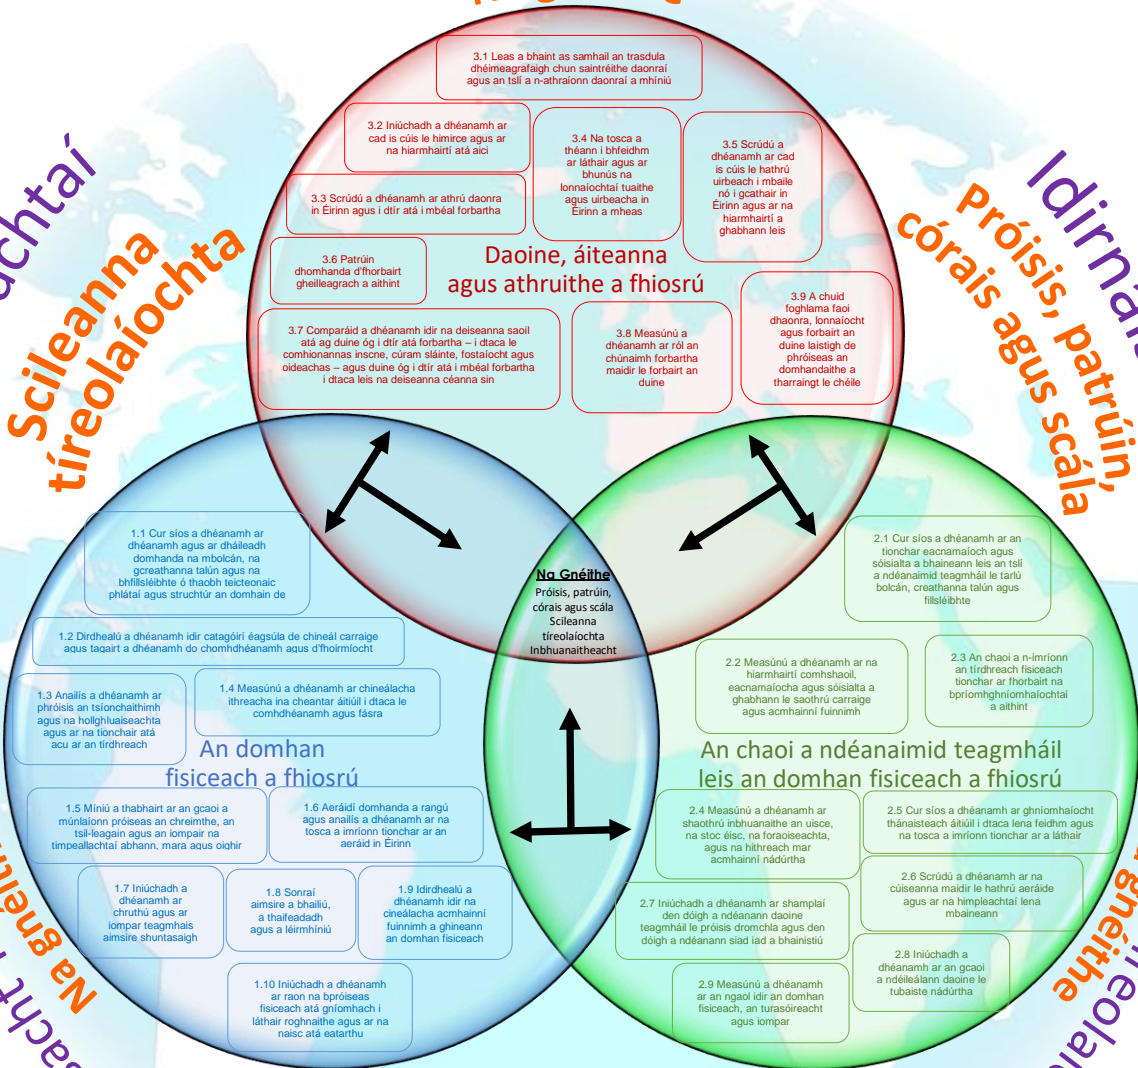 3.1 Leas a bhaint as samhail an trasdula
dhéimeagrafaigh chun saintréithe daonraí
agus an tslí a n-athraíonn daonraí a mhíniú
3.2 Iniúchadh a dhéanamh ar
cad is cúis le himirce agus ar
na hiarmhairtí atá aici
3.3 Scrúdú a dhéanamh ar athrú daonra
in Éirinn agus i dtír atá i mbéal forbartha
3.4 Na tosca a
théann i bhfeidhm
ar láthair agus ar
bhunús na
lonnaíochtaí tuaithe
agus uirbeacha in
Éirinn a mheas
3.5 Scrúdú a
dhéanamh ar cad
is cúis le hathrú
uirbeach i mbaile
nó i gcathair in
Éirinn agus ar na
hiarmhairtí a
ghabhann leis
Daoine, áiteanna
agus athruithe a fhiosrú
3.6 Patrúin
dhomhanda d'fhorbairt
gheilleagrach a aithint
3.7 Comparáid a dhéanamh idir na deiseanna saoil
atá ag duine óg i dtír atá forbartha – i dtaca le
comhionannas inscne, cúram sláinte, fostaíocht agus
oideachas – agus duine óg i dtír atá i mbéal forbartha
i dtaca leis na deiseanna céanna sin
3.8 Measúnú a
dhéanamh ar ról an
chúnaimh forbartha
maidir le forbairt an
duine
3.9 A chuid
foghlama faoi
dhaonra, lonnaíocht
agus forbairt an
duine laistigh de
phróiseas an
domhandaithe a
tharraingt le chéile
Scileanna
tíreolaíochta
Próisis, patrúin,
córais agus scála
Na Gnéithe
Próisis, patrúin,
córais agus scála
Scileanna
tíreolaíochta
Inbhuanaitheacht
1.1 Cur síos a dhéanamh ar
dhéanamh agus ar dháileadh
domhanda na mbolcán, na
gcreathanna talún agus na
bhfillsléibhte ó thaobh teicteonaic
phlátaí agus struchtúr an domhain de
1.2 Dirdhealú a dhéanamh idir catagóirí éagsúla de chineál carraige
agus tagairt a dhéanamh do chomhdhéanamh agus d'fhoirmíocht
1.3 Anailís a dhéanamh ar
phróisis an tsíonchaithimh
agus na hollghluaiseachta
agus ar na tionchair atá
acu ar an tírdhreach
1.4 Measúnú a dhéanamh ar chineálacha
ithreacha ina cheantar áitiúil i dtaca le
comhdhéanamh agus fásra
An domhan
fisiceach a fhiosrú
1.5 Míniú a thabhairt ar an gcaoi a
múnlaíonn próiseas an chreimthe, an
tsil-leagain agus an iompair na
timpeallachtaí abhann, mara agus oighir
1.6 Aeráidí domhanda a rangú
agus anailís a dhéanamh ar na
tosca a imríonn tionchar ar an
aeráid in Éirinn
1.7 Iniúchadh a
dhéanamh ar
chruthú agus ar
iompar teagmhais
aimsire shuntasaigh
1.8 Sonraí
aimsire a bhailiú,
a thaifeadadh
agus a léirmhíniú
1.9 Idirdhealú a
dhéanamh idir na
cineálacha acmhainní
fuinnimh a ghineann
an domhan fisiceach
1.10 Iniúchadh a dhéanamh
ar raon na bpróiseas
fisiceach atá gníomhach i
láthair roghnaithe agus ar na
naisc atá eatarthu
2.1 Cur síos a dhéanamh ar an
tionchar eacnamaíoch agus
sóisialta a bhaineann leis an tslí
a ndéanaimid teagmháil le tarlú
bolcán, creathanna talún agus
fillsléibhte
2.2 Measúnú a dhéanamh ar na
hiarmhairtí comhshaoil,
eacnamaíocha agus sóisialta a
ghabhann le saothrú carraige
agus acmhainní fuinnimh
2.3 An chaoi a n-imríonn
an tírdhreach fisiceach
tionchar ar fhorbairt na
bpríomhghníomhaíochtaí
a aithint
An chaoi a ndéanaimid teagmháil
leis an domhan fisiceach a fhiosrú
2.4 Measúnú a dhéanamh ar
shaothrú inbhuanaithe an uisce,
na stoc éisc, na foraoiseachta,
agus na hithreach mar
acmhainní nádúrtha
2.5 Cur síos a dhéanamh ar ghníomhaíocht
thánaisteach áitiúil i dtaca lena feidhm agus
na tosca a imríonn tionchar ar a láthair
2.6 Scrúdú a dhéanamh ar na
cúiseanna maidir le hathrú aeráide
agus ar na himpleachtaí lena
mbaineann
2.7 Iniúchadh a dhéanamh ar shamplaí
den dóigh a ndéanann daoine
teagmháil le próisis dromchla agus den
dóigh a ndéanann siad iad a bhainistiú
2.8 Iniúchadh a
dhéanamh ar an gcaoi
a ndéileálann daoine le
tubaiste nádúrtha
2.9 Measúnú a dhéanamh
ar an ngaol idir an domhan
fisiceach, an turasóireacht
agus iompar
Na gnéithe
gnéithe